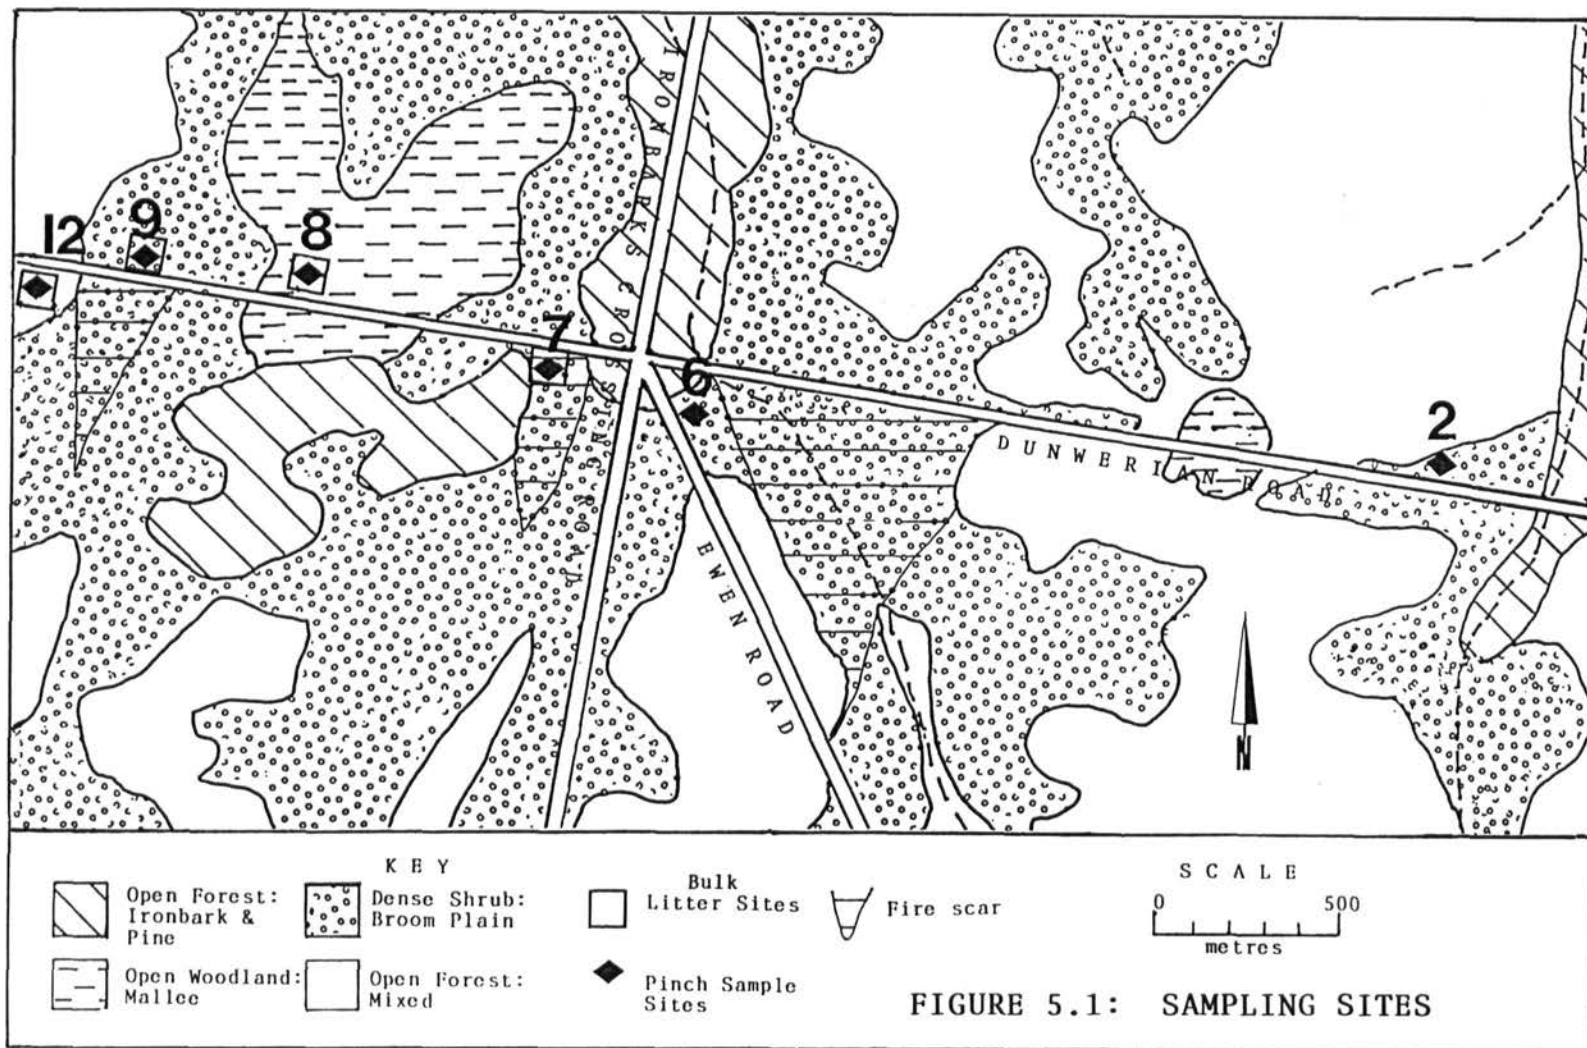 IRONBARKS CROSSING ROAD
12
9
8
7
6
2
DUNWERIAN ROAD
EWEN ROAD
N
KEY
Open Forest:
Ironbark &
Pine
Dense Shrub:
Broom Plain
Bulk
Litter Sites
Fire scar
SCALE
0 500
metres
Open Woodland:
Mallee
Open Forest:
Mixed
Pinch Sample
Sites
FIGURE 5.1: SAMPLING SITES